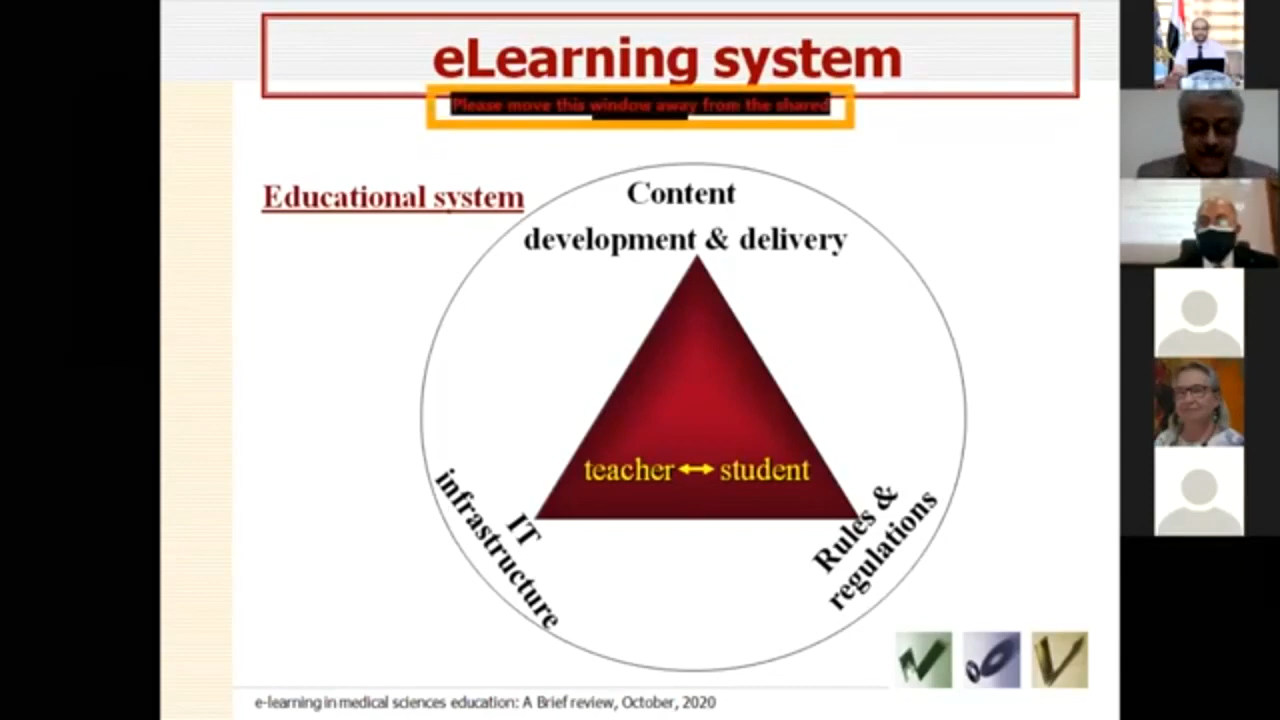 eLearning system
Please move this window away from the shared
Educational system
Content
development & delivery
teacher↔student
IT
infrastructure
Rules &
regulations
e-learning in medical sciences education: A Brief review, October, 2020